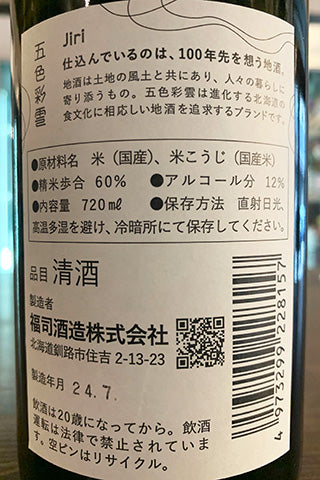 五色彩雲
Jiri
仕込んでいるのは、100年先を想う地酒。
地酒は土地の風土と共にあり、人々の暮らしに
寄り添うもの。五色彩雲は進化する北海道の
食文化に相応しい地酒を追求するブランドです。
●原材料名 米（国産）、米こうじ（国産米）
●精米歩合 60% ●アルコール分 12%
●内容量 720㎖ ●保存方法 直射日光、
高温多湿を避け、冷暗所にて保存してください。
品目 清酒
製造者
福司酒造株式会社
北海道釧路市住吉 2-13-23
製造年月 24.7.
飲酒は20歳になってから。飲酒
運転は法律で禁止されていま
す。空ビンはリサイクル。
4973299228157